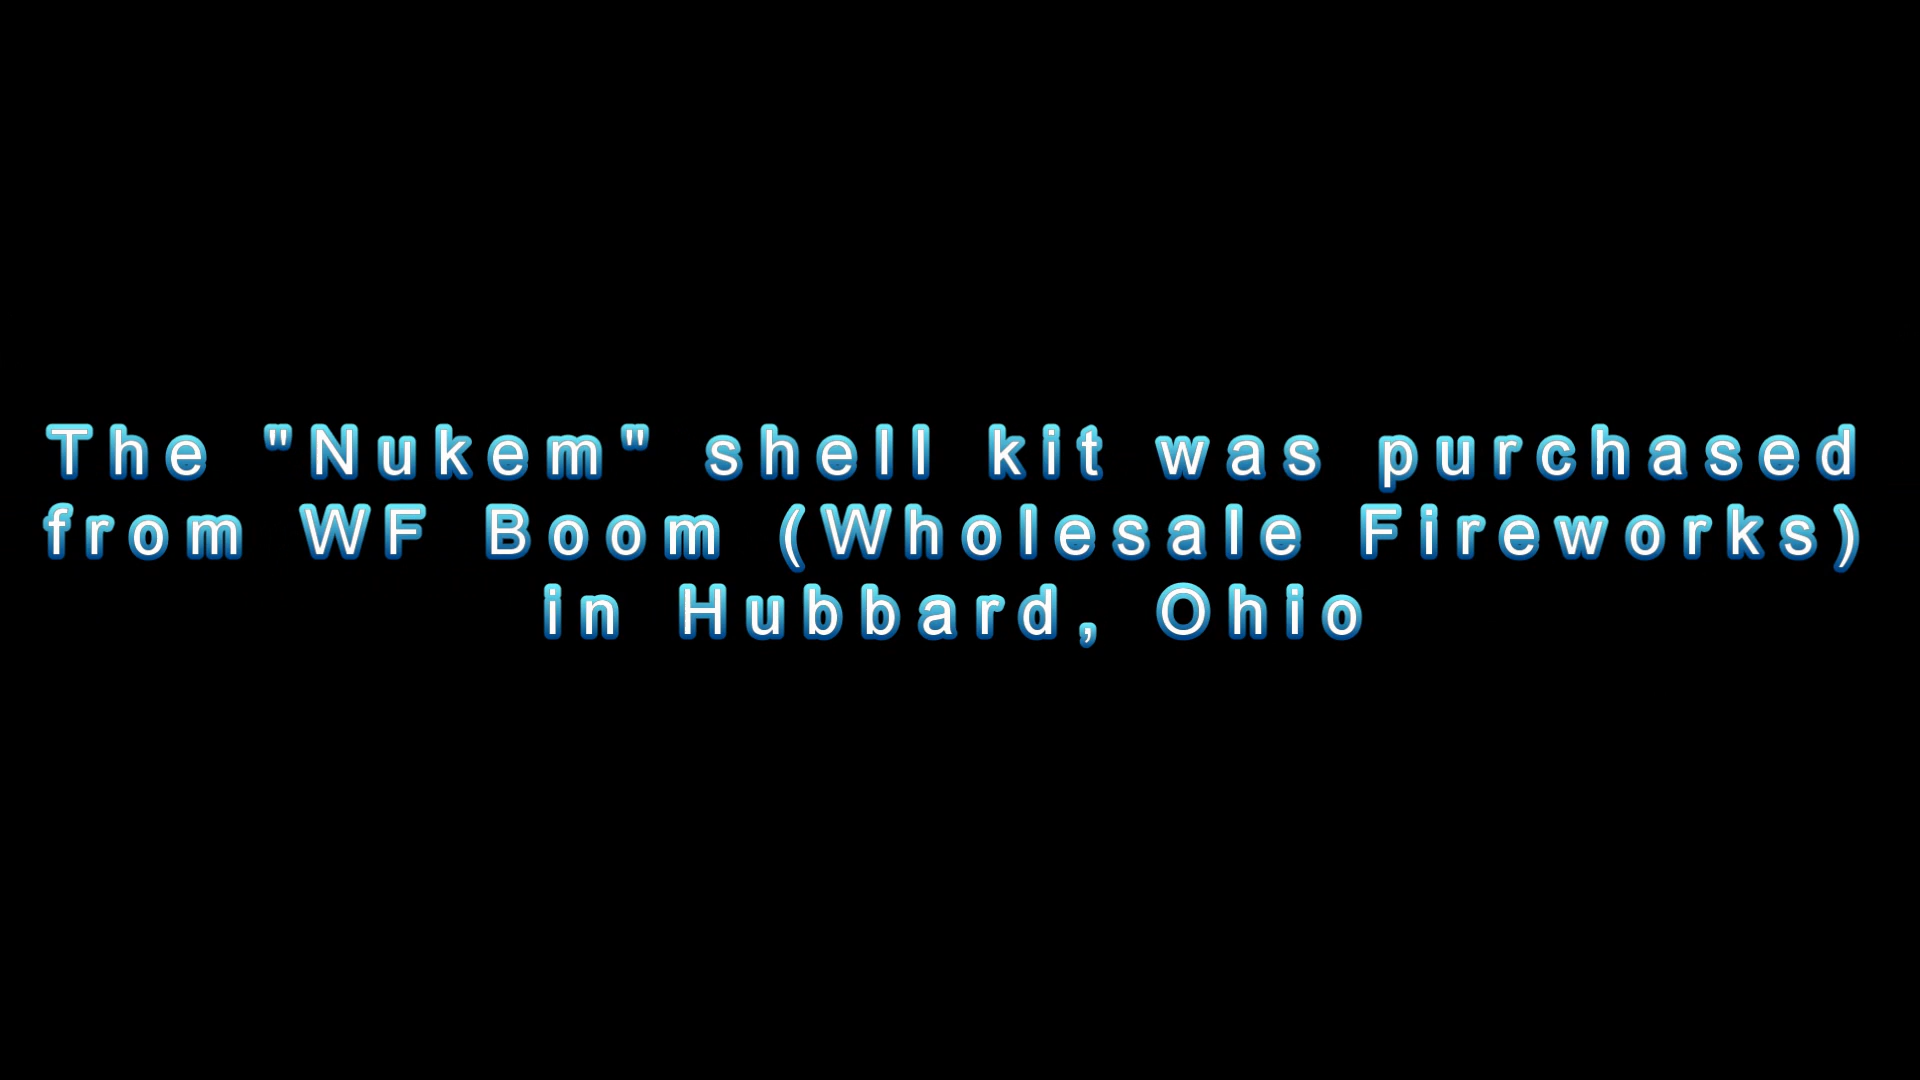 The "Nukem" shell kit was purchased
from WF Boom (Wholesale Fireworks)
in Hubbard, Ohio